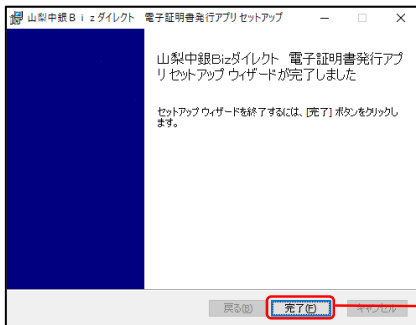 山梨中銀Ｂｉｚダイレクト　電子証明書発行アプリ セットアップ
山梨中銀Bizダイレクト　電子証明書発行アプ
リ セットアップ ウィザードが完了しました
セットアップ ウィザードを終了するには、[完了] ボタンをクリックし
ます。
戻る(B) 完了(F) キャンセル